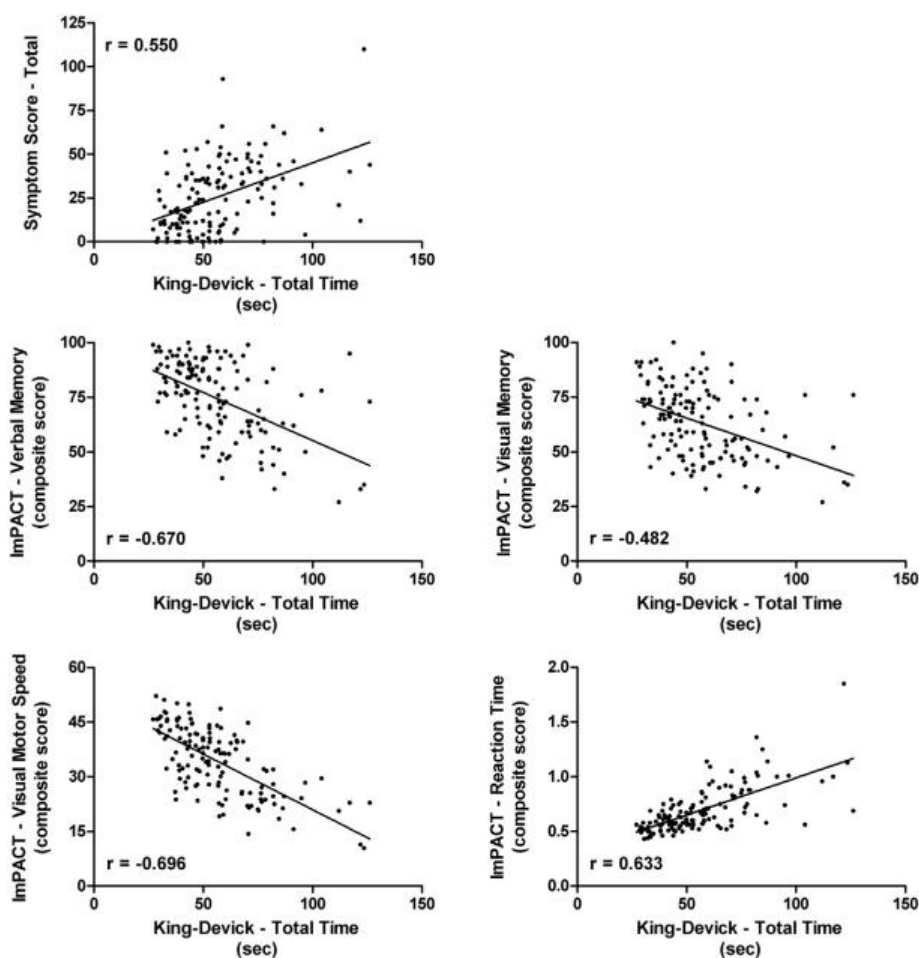 125
r = 0.550
100
75
50
25
0
0 50 100 150
Symptom Score - Total
King-Devick - Total Time
(sec)
100
75
50
25
0
r = -0.670
0 50 100 150
ImPACT - Verbal Memory
(composite score)
King-Devick - Total Time
(sec)
100
75
50
25
0
r = -0.482
0 50 100 150
ImPACT - Visual Memory
(composite score)
King-Devick - Total Time
(sec)
60
45
30
15
r = -0.696
0
0 50 100 150
ImPACT - Visual Motor Speed
(composite score)
King-Devick - Total Time
(sec)
2.0
1.5
1.0
0.5
r = 0.633
0.0
0 50 100 150
ImPACT - Reaction Time
(composite score)
King-Devick - Total Time
(sec)